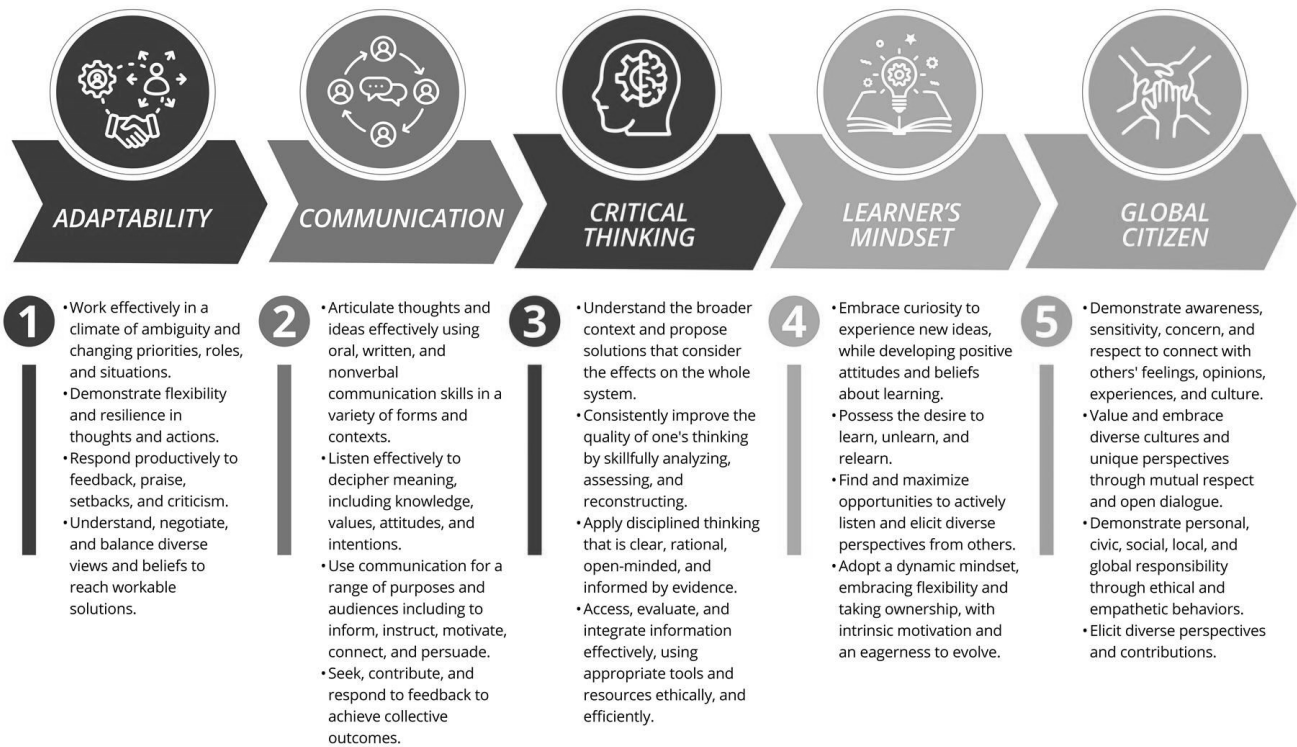 ADAPTABILITY
COMMUNICATION
CRITICAL
THINKING
LEARNER'S
MINDSET
GLOBAL
CITIZEN
1
•Work effectively in a
climate of ambiguity and
changing priorities, roles,
and situations.
•Demonstrate flexibility
and resilience in
thoughts and actions.
•Respond productively to
feedback, praise,
setbacks, and criticism.
•Understand, negotiate,
and balance diverse
views and beliefs to
reach workable
solutions.
2
•Articulate thoughts and
ideas effectively using
oral, written, and
nonverbal
communication skills in a
variety of forms and
contexts.
•Listen effectively to
decipher meaning,
including knowledge,
values, attitudes, and
intentions.
•Use communication for a
range of purposes and
audiences including to
inform, instruct, motivate,
connect, and persuade.
•Seek, contribute, and
respond to feedback to
achieve collective
outcomes.
3
•Understand the broader
context and propose
solutions that consider
the effects on the whole
system.
•Consistently improve the
quality of one's thinking
by skillfully analyzing,
assessing, and
reconstructing.
•Apply disciplined thinking
that is clear, rational,
open-minded, and
informed by evidence.
•Access, evaluate, and
integrate information
effectively, using
appropriate tools and
resources ethically, and
efficiently.
4
•Embrace curiosity to
experience new ideas,
while developing positive
attitudes and beliefs
about learning.
•Possess the desire to
learn, unlearn, and
relearn.
•Find and maximize
opportunities to actively
listen and elicit diverse
perspectives from others.
•Adopt a dynamic mindset,
embracing flexibility and
taking ownership, with
intrinsic motivation and
an eagerness to evolve.
5
•Demonstrate awareness,
sensitivity, concern, and
respect to connect with
others' feelings, opinions,
experiences, and culture.
•Value and embrace
diverse cultures and
unique perspectives
through mutual respect
and open dialogue.
•Demonstrate personal,
civic, social, local, and
global responsibility
through ethical and
empathetic behaviors.
•Elicit diverse perspectives
and contributions.